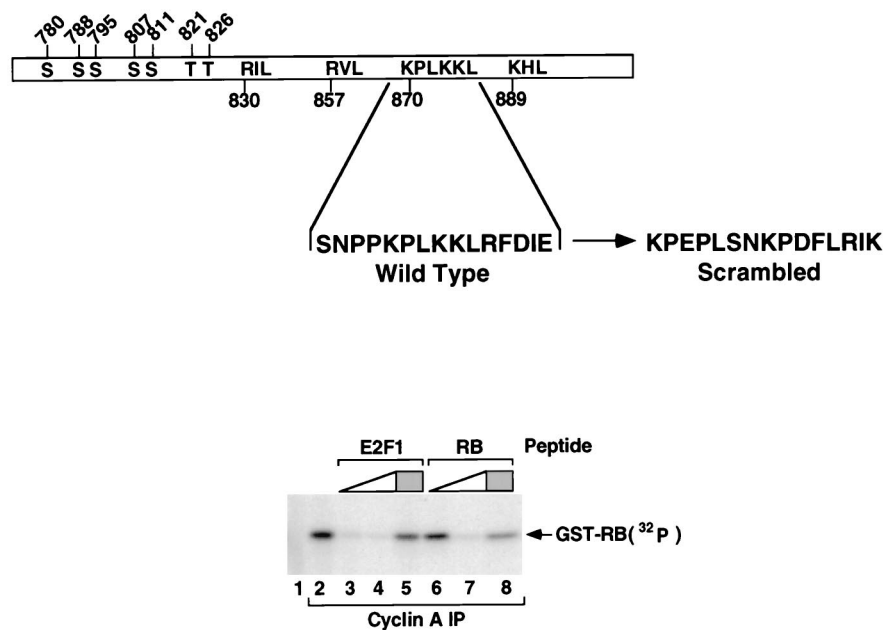 780 788 795 807 811 821 826
S S S S S T T RIL RVL KPLKKL KHL
830 857 870 889
SNPPKPLKKLRFDIE KPEPLSNKPDFLRIK
Wild Type Scrambled
E2F1 RB Peptide
GST-RB(32P)
1 2 3 4 5 6 7 8
Cyclin A IP